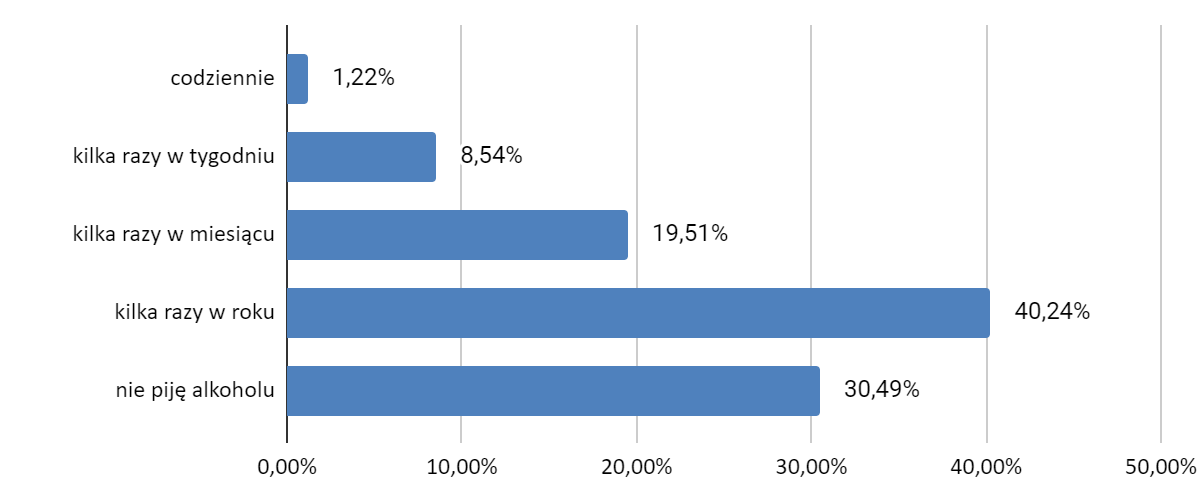 codziennie 1,22%
kilka razy w tygodniu 8,54%
kilka razy w miesiącu 19,51%
kilka razy w roku 40,24%
nie piję alkoholu 30,49%
0,00% 10,00% 20,00% 30,00% 40,00% 50,00%